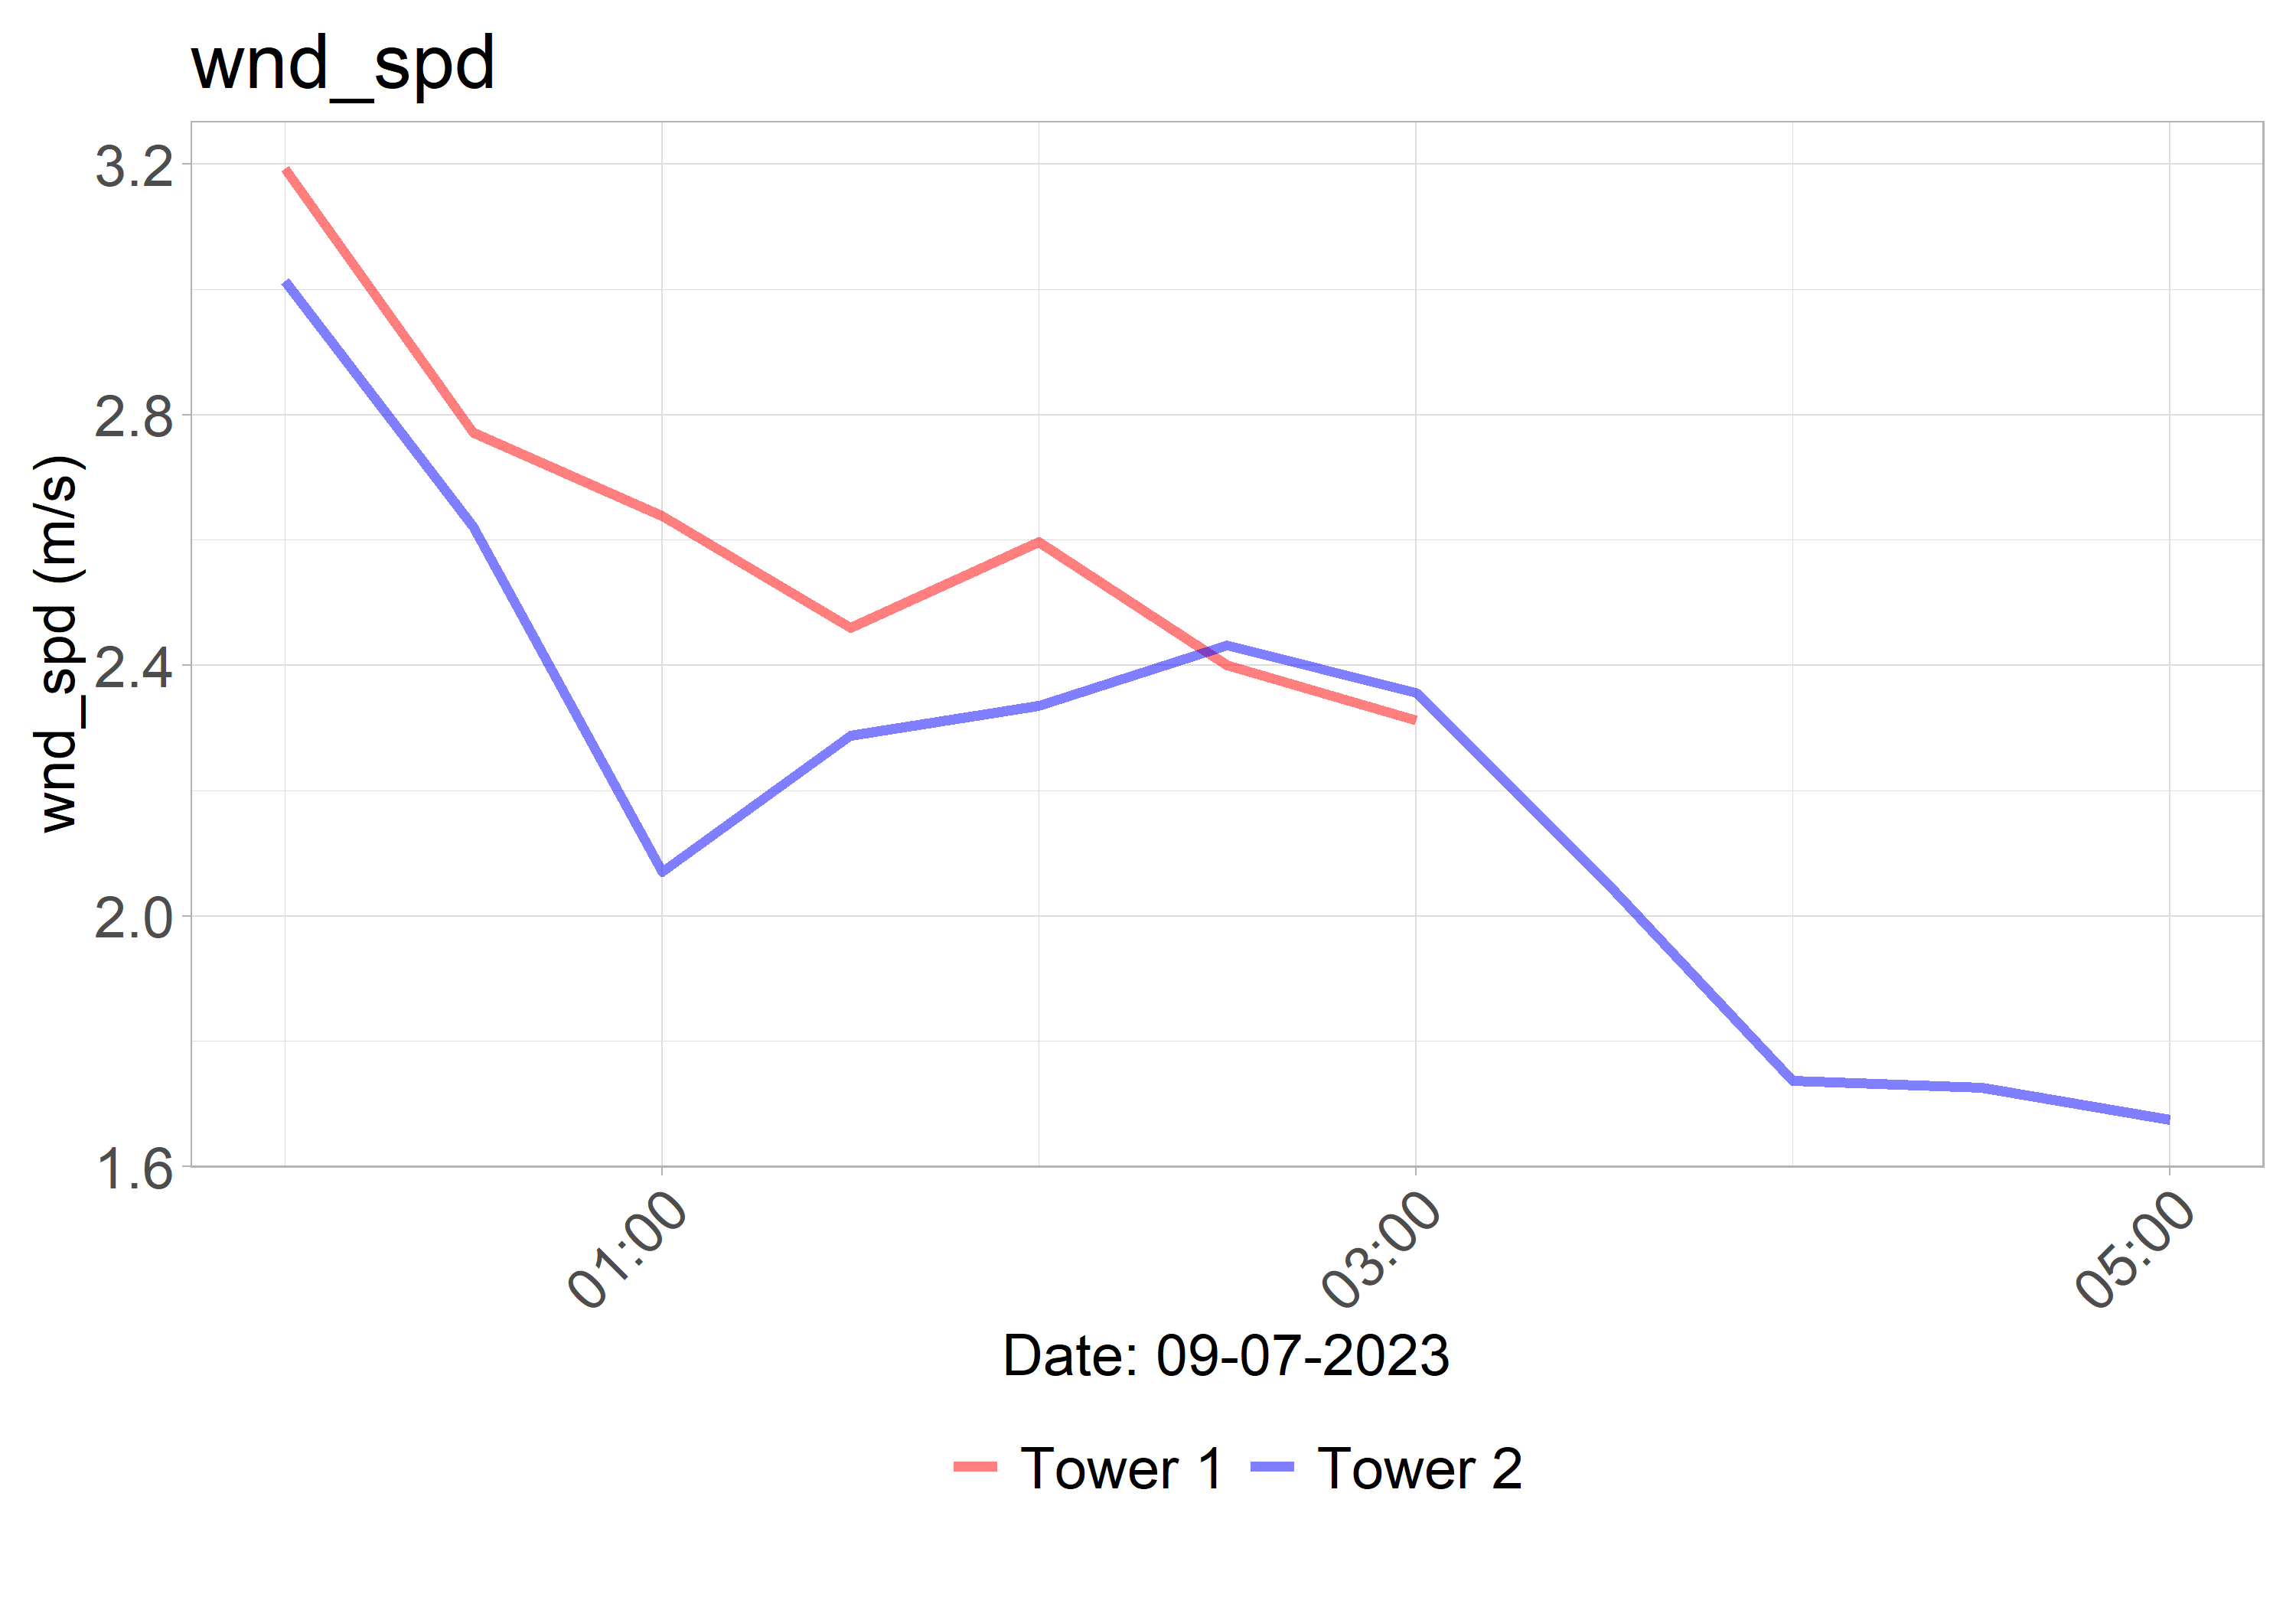 wnd_spd
wnd_spd (m/s)
3.2
2.8
2.4
2.0
1.6
01:00
03:00
05:00
Date: 09-07-2023
Tower 1
Tower 2